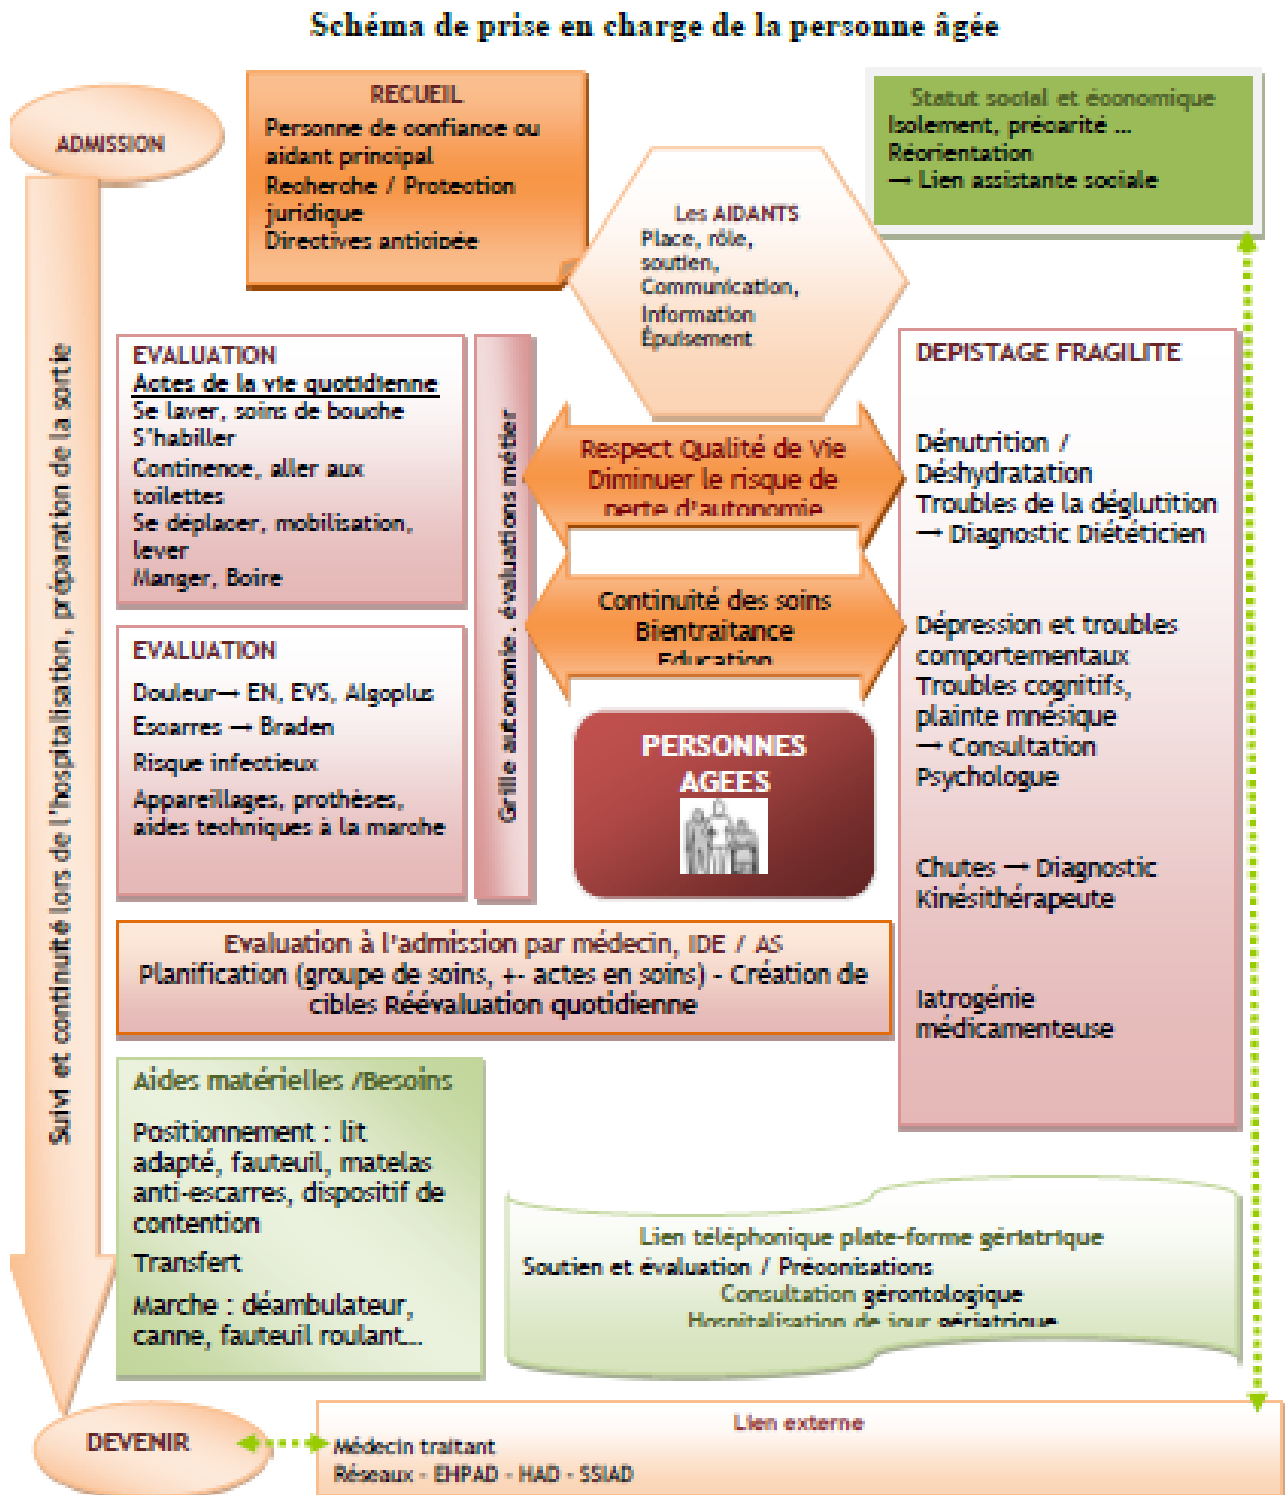 Schéma de prise en charge de la personne âgée
ADMISSION
RECUEIL
Personne de confiance ou
aidant principal
Recherche / Protection
juridique
Directives anticipée
Statut social et économique
Isolement, précarité ...
Réorientation
→ Lien assistante sociale
Les AIDANTS
Place, rôle,
soutien,
Communication,
Information
Épuisement
Suivi et continuité lors de l'hospitalisation, préparation de la sortie
EVALUATION
Actes de la vie quotidienne
Se laver, soins de bouche
S'habiller
Continence, aller aux
toilettes
Se déplacer, mobilisation,
lever
Manger, Boire
EVALUATION
Douleur→ EN, EVS, Algoplus
Escarres → Braden
Risque infectieux
Appareillages, prothèses,
aides techniques à la marche
Grille autonomie, évaluations métier
Respect Qualité de Vie
Diminuer le risque de
perte d'autonomie
Continuité des soins
Bientraitance
Education
PERSONNES
AGEES
DEPISTAGE FRAGILITE
Dénutrition /
Déshydratation
Troubles de la déglutition
→ Diagnostic Diététicien
Dépression et troubles
comportementaux
Troubles cognitifs,
plainte mnésique
→ Consultation
Psychologue
Chutes → Diagnostic
Kinésithérapeute
Iatrogénie
médicamenteuse
Evaluation à l'admission par médecin, IDE / AS
Planification (groupe de soins, +- actes en soins) - Création de
cibles Réévaluation quotidienne
Aides matérielles /Besoins
Positionnement : lit
adapté, fauteuil, matelas
anti-escarres, dispositif de
contention
Transfert
Marche : déambulateur,
canne, fauteuil roulant...
Lien téléphonique plate-forme gériatrique
Soutien et évaluation / Préconisations
Consultation gérontologique
Hospitalisation de jour gériatrique
DEVENIR
Lien externe
Médecin traitant
Réseaux - EHPAD - HAD - SSIAD